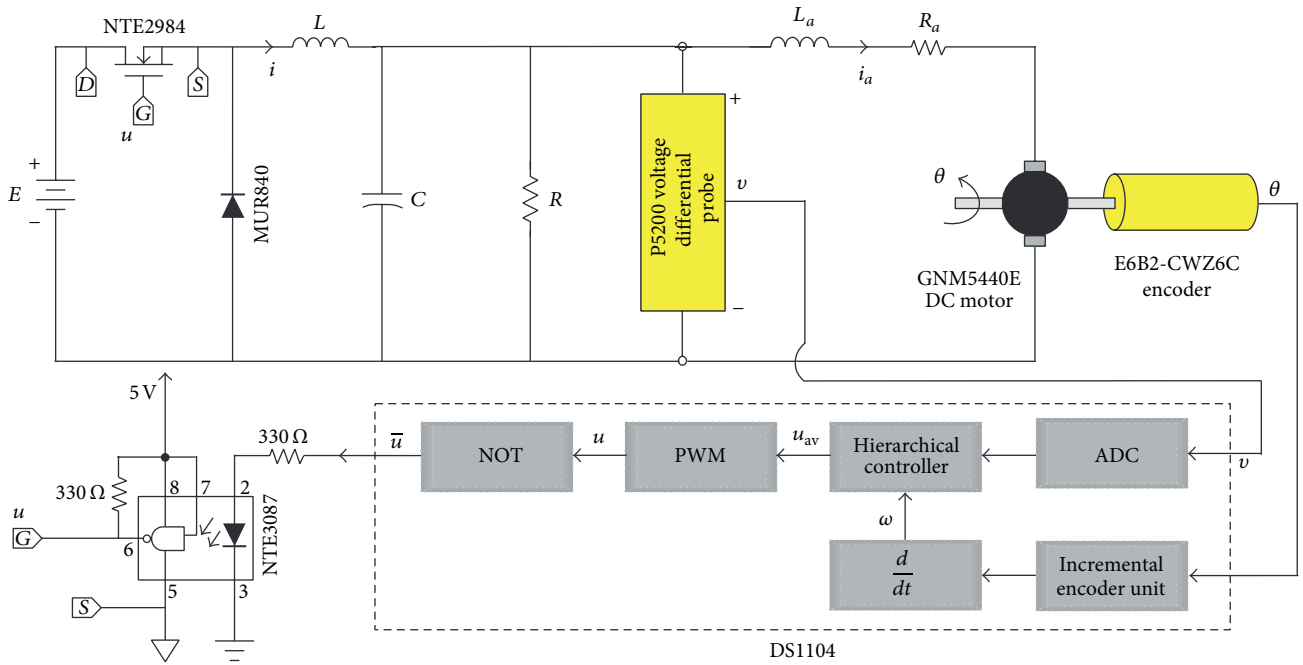 NTE2984
L
i
D
G
S
u
E
+
−
MUR840
C
R
P5200 voltage
differential
probe
+
−
υ
L_a
i_a
R_a
θ
GNM5440E
DC motor
θ
E6B2-CWZ6C
encoder
5 V
330 Ω
330 Ω
u
G
S
8
7
2
6
5
3
NTE3087
u̅
NOT
u
PWM
u_av
Hierarchical
controller
ADC
υ
ω
d
dt
Incremental
encoder unit
DS1104